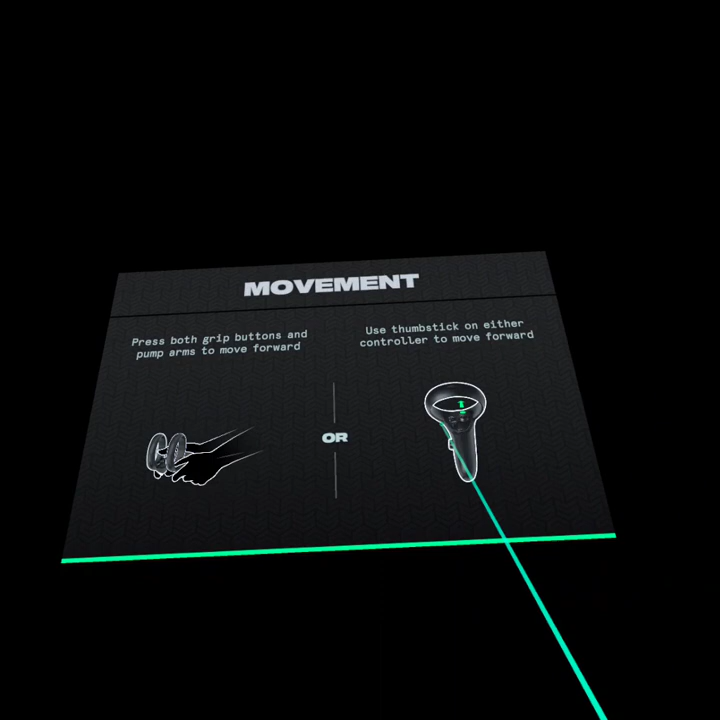 MOVEMENT
Press both grip buttons and
pump arms to move forward
OR
Use thumbstick on either
controller to move forward